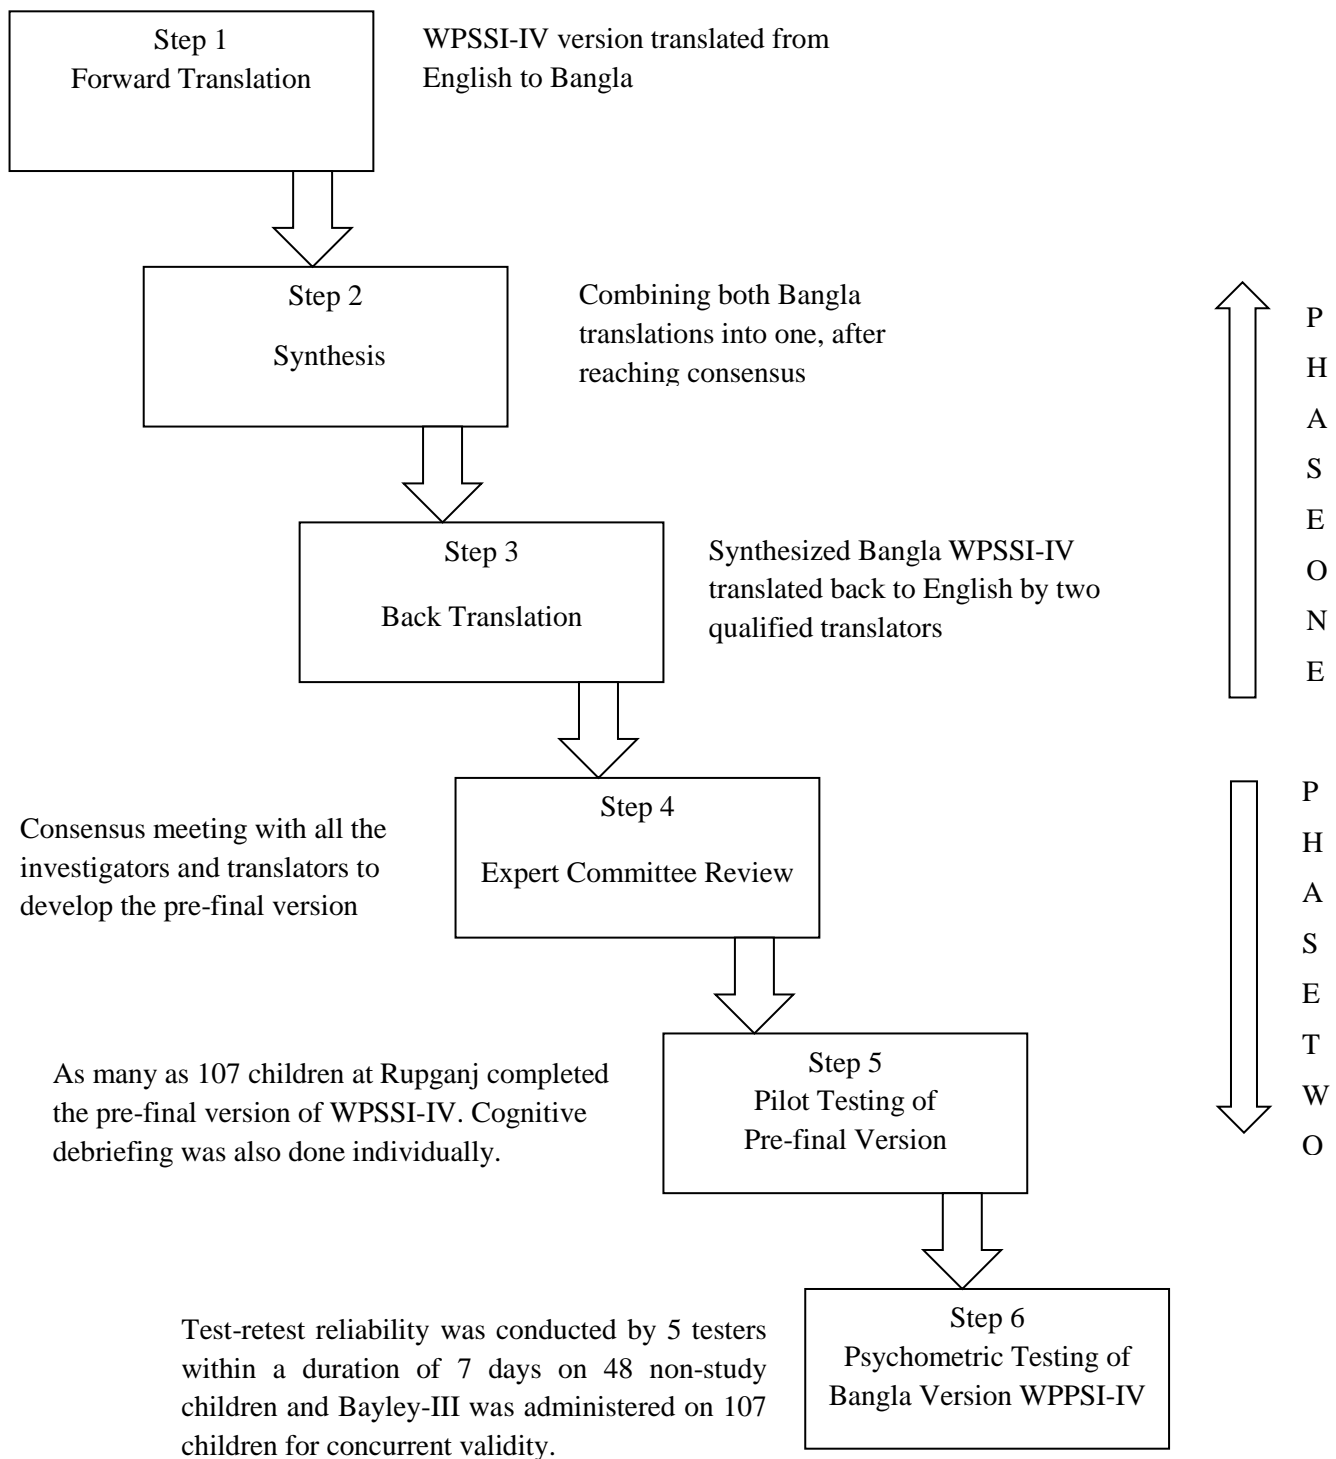 Step 1
Forward Translation
WPSSI-IV version translated from
English to Bangla
Step 2
Synthesis
Combining both Bangla
translations into one, after
reaching consensus
Step 3
Back Translation
Synthesized Bangla WPSSI-IV
translated back to English by two
qualified translators
P
H
A
S
E
O
N
E
Step 4
Expert Committee Review
Consensus meeting with all the
investigators and translators to
develop the pre-final version
Step 5
Pilot Testing of
Pre-final Version
As many as 107 children at Rupganj completed
the pre-final version of WPSSI-IV. Cognitive
debriefing was also done individually.
P
H
A
S
E
T
W
O
Step 6
Psychometric Testing of
Bangla Version WPPSI-IV
Test-retest reliability was conducted by 5 testers
within a duration of 7 days on 48 non-study
children and Bayley-III was administered on 107
children for concurrent validity.